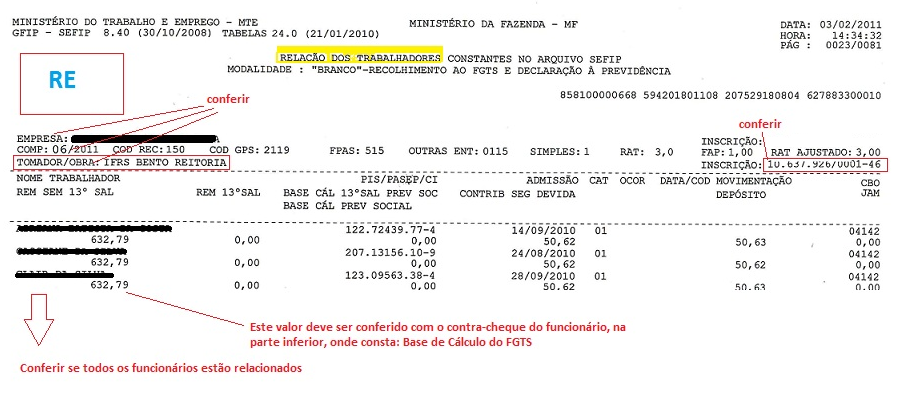 MINISTÉRIO DO TRABALHO E EMPREGO - MTE MINISTÉRIO DA FAZENDA - MF DATA: 03/02/2011
GFIP - SEFIP 8.40 (30/10/2008) TABELAS 24.0 (21/01/2010) HORA: 14:34:32
PÁG : 0023/0081
RELAÇÃO DOS TRABALHADORES CONSTANTES NO ARQUIVO SEFIP
MODALIDADE : "BRANCO"-RECOLHIMENTO AO FGTS E DECLARAÇÃO À PREVIDÊNCIA
RE
858100000668 594201801108 207529180804 627883300010
conferir
conferir
EMPRESA: INSCRIÇÃO:
COMP: 06/2011 COD REC:150 COD GPS: 2119 FPAS: 515 OUTRAS ENT:0115 SIMPLES:1 RAT: 3,0 FAP: 1,00 RAT AJUSTADO: 3,00
TOMADOR/OBRA: IFRS BENTO REITORIA INSCRIÇÃO: 10.637.926/0001-46
NOME TRABALHADOR PIS/PASEP/CI ADMISSÃO CAT OCOR DATA/COD MOVIMENTAÇÃO CBO
REM SEM 13º SAL REM 13ºSAL BASE CÁL 13ºSAL PREV SOC CONTRIB SEG DEVIDA DEPÓSITO JAM
BASE CÁL PREV SOCIAL
122.72439.77-4 14/09/2010 01 04142
632,79 0,00 0,00 50,62 50,63 0,00
207.13156.10-9 24/08/2010 01 04142
632,79 0,00 0,00 50,62 50,63 0,00
123.09563.38-4 28/09/2010 01 04142
632,79 0,00 0,00 50,62 50,63 0,00
Este valor deve ser conferido com o contra-cheque do funcionário, na
parte inferior, onde consta: Base de Cálculo do FGTS
Conferir se todos os funcionários estão relacionados